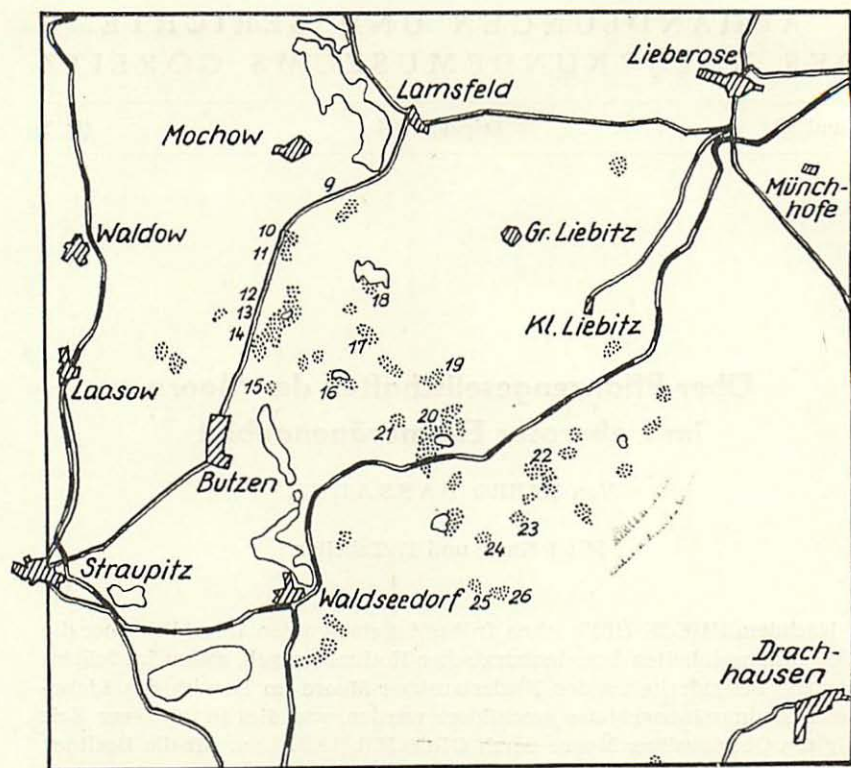 Lieberose
Lamsfeld
Mochow
Münch-
hofe
9
10
Gr. Liebitz
Waldow
11
18
12
13
Kl. Liebitz
14
17
Laasow
19
15
16
20
21
22
Butzen
23
24
Straupitz
Waldseedorf
25
26
Drach-
hausen